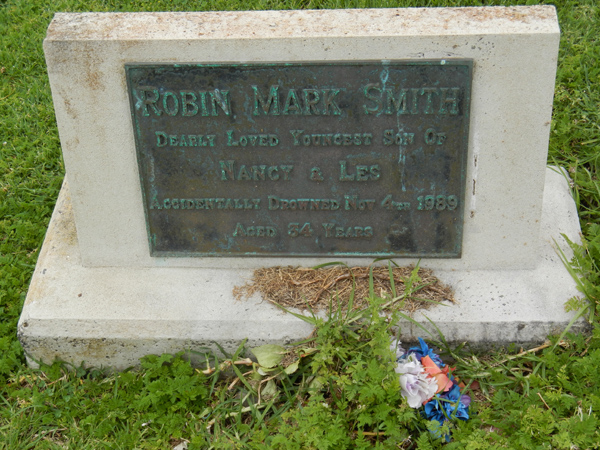 ROBIN MARK SMITH
DEARLY LOVED YOUNGEST SON OF
NANCY & LES
ACCIDENTALLY DROWNED NOV 4TH 1989
AGED 34 YEARS